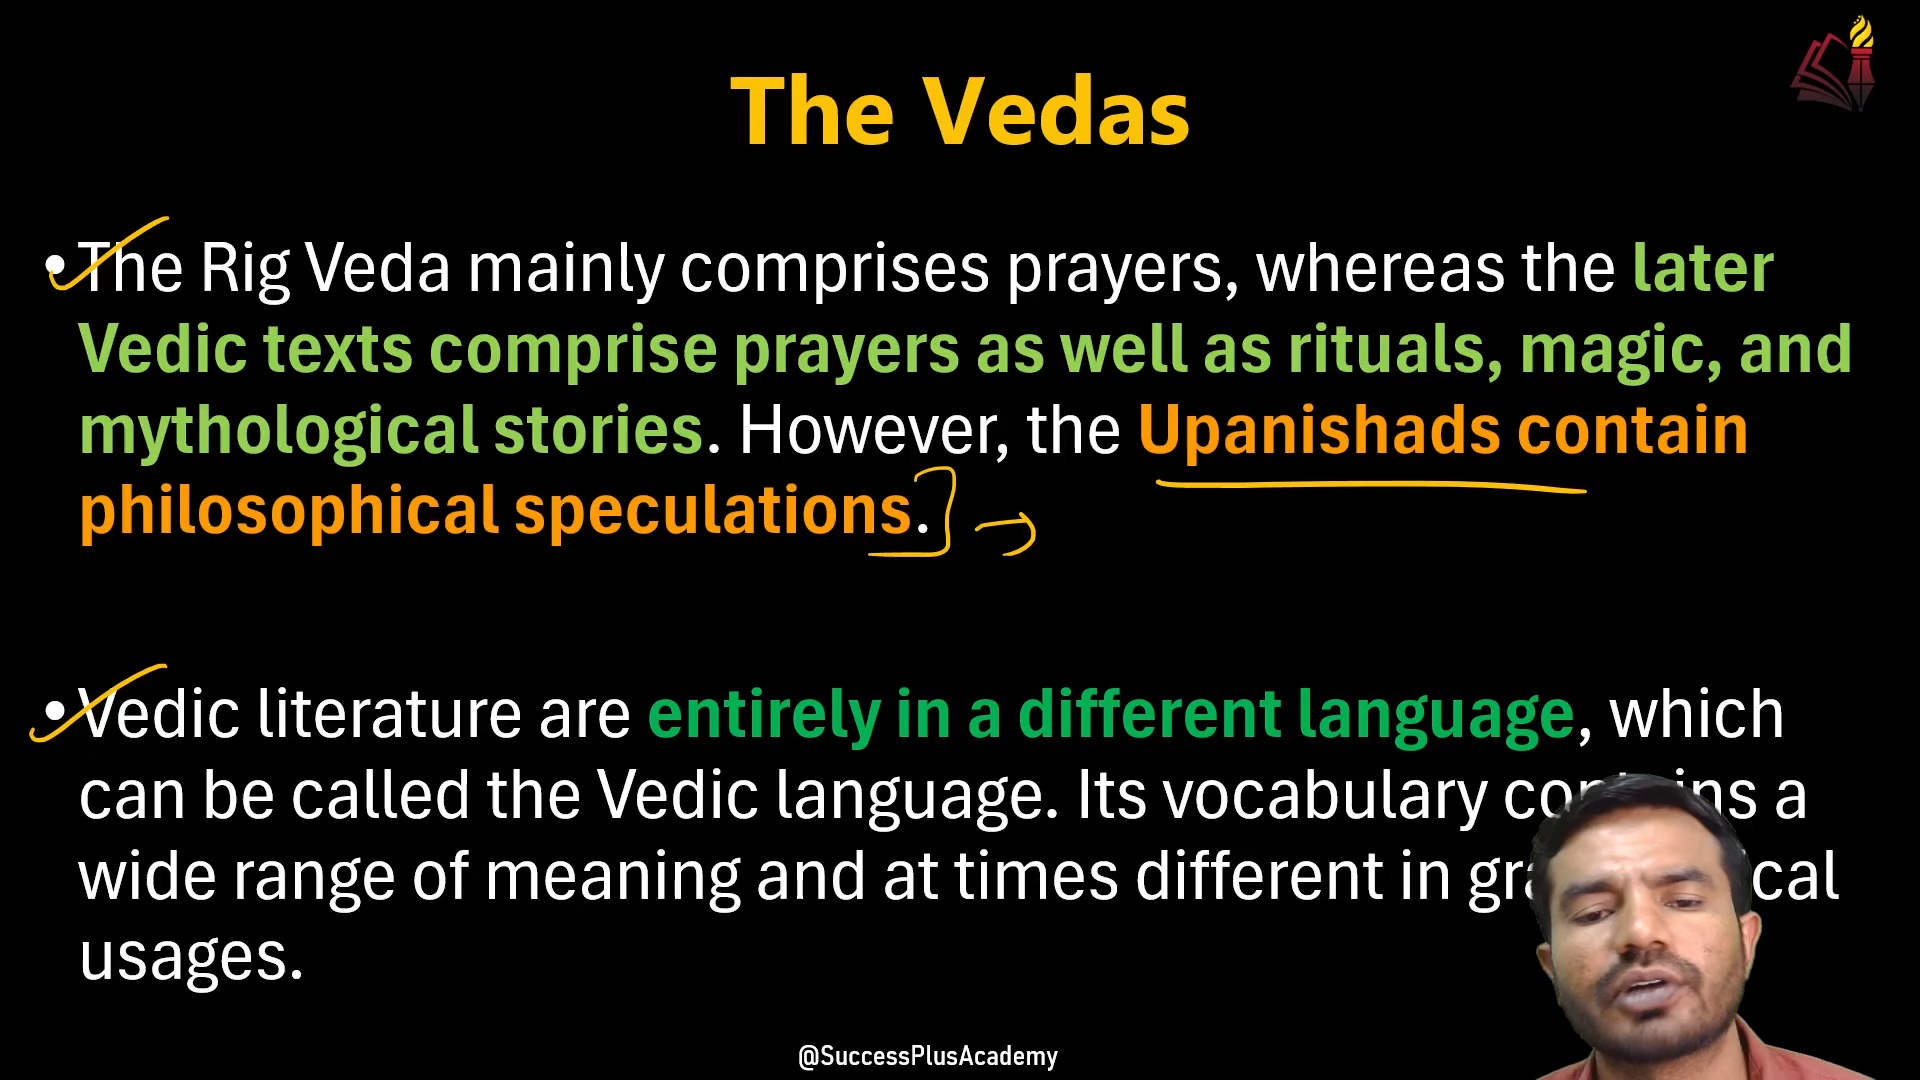 The Vedas
•The Rig Veda mainly comprises prayers, whereas the later
Vedic texts comprise prayers as well as rituals, magic, and
mythological stories. However, the Upanishads contain
philosophical speculations.
•Vedic literature are entirely in a different language, which
can be called the Vedic language. Its vocabulary a
wide range of meaning and at times different in
usages.
@SuccessPlusAcademy